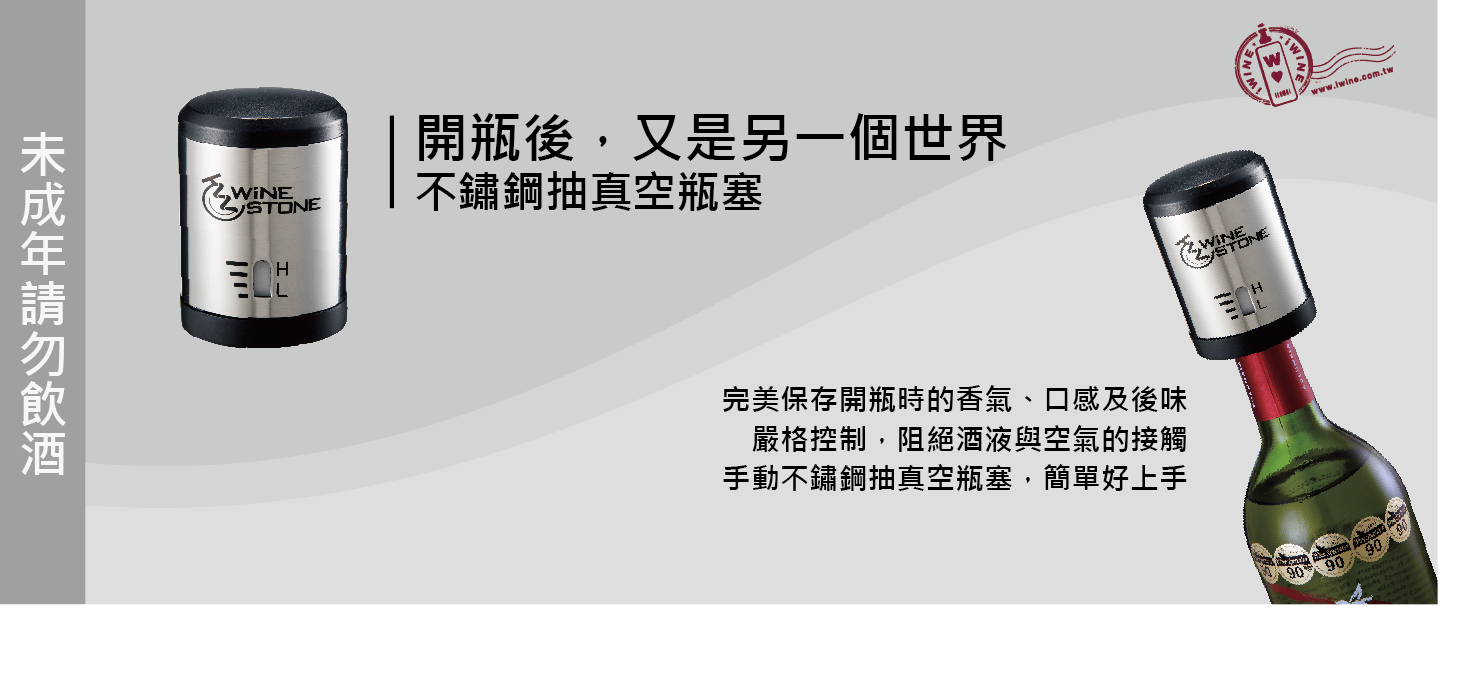 未成年請勿飲酒
開瓶後，又是另一個世界
不鏽鋼抽真空瓶塞
WINE
STONE
H
L
iWINE
iWINE
W
www.iwine.com.tw
WINE
STONE
H
L
完美保存開瓶時的香氣、口感及後味
嚴格控制，阻絕酒液與空氣的接觸
手動不鏽鋼抽真空瓶塞，簡單好上手
90
90
90
90
90